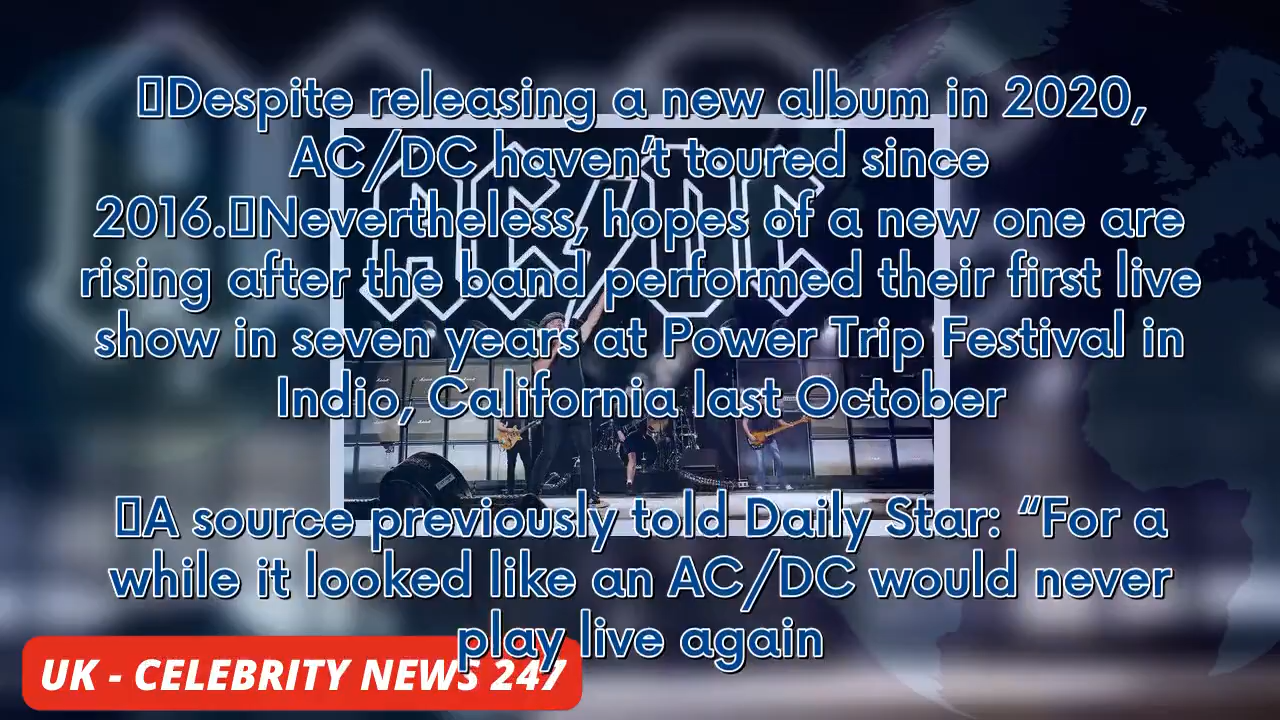 Despite releasing a new album in 2020,
AC/DC haven't toured since
2016.Nevertheless, hopes of a new one are
rising after the band performed their first live
show in seven years at Power Trip Festival in
Indio, California last October
A source previously told Daily Star: “For a
while it looked like an AC/DC would never
play live again
UK - CELEBRITY NEWS 247
AC/DC